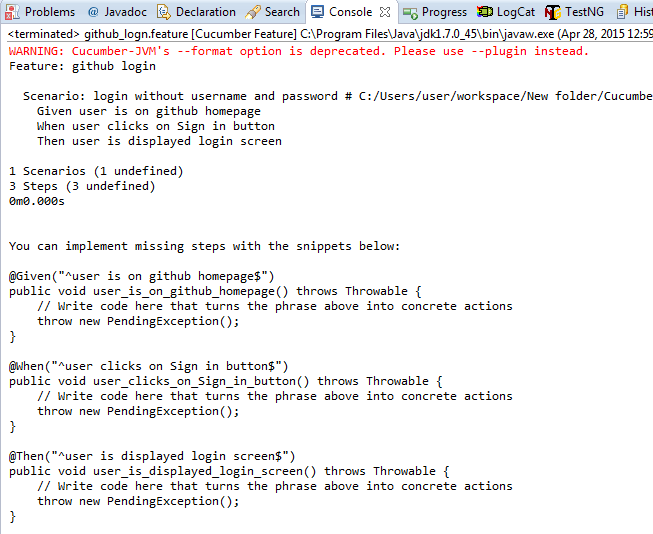 Problems @ Javadoc Declaration Search Console Progress LogCat TestNG Hist
<terminated> github_logn.feature [Cucumber Feature] C:\Program Files\Java\jdk1.7.0_45\bin\javaw.exe (Apr 28, 2015 12:59
WARNING: Cucumber-JVM's --format option is deprecated. Please use --plugin instead.
Feature: github login
Scenario: login without username and password # C:/Users/user/workspace/New folder/Cucumbe
Given user is on github homepage
When user clicks on Sign in button
Then user is displayed login screen
1 Scenarios (1 undefined)
3 Steps (3 undefined)
0m0.000s
You can implement missing steps with the snippets below:
@Given("^user is on github homepage$")
public void user_is_on_github_homepage() throws Throwable {
// Write code here that turns the phrase above into concrete actions
throw new PendingException();
}
@When("^user clicks on Sign in button$")
public void user_clicks_on_Sign_in_button() throws Throwable {
// Write code here that turns the phrase above into concrete actions
throw new PendingException();
}
@Then("^user is displayed login screen$")
public void user_is_displayed_login_screen() throws Throwable {
// Write code here that turns the phrase above into concrete actions
throw new PendingException();
}